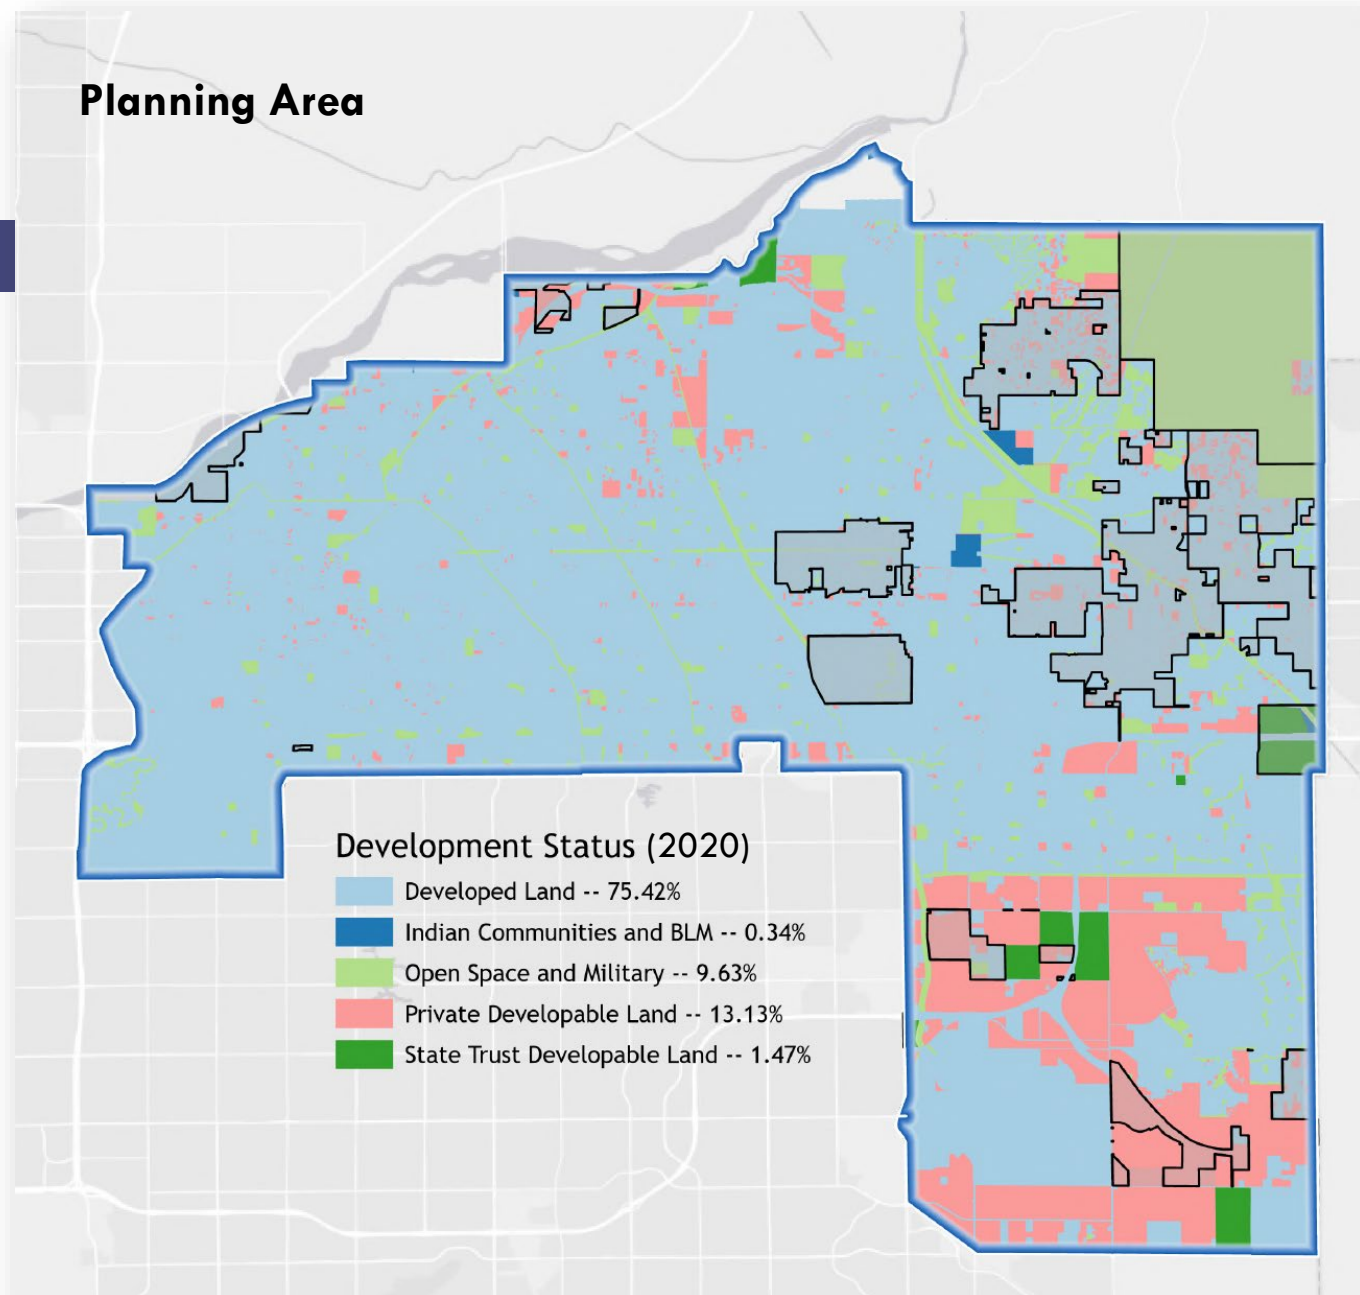 Planning Area
Development Status (2020)
Developed Land -- 75.42%
Indian Communities and BLM -- 0.34%
Open Space and Military -- 9.63%
Private Developable Land -- 13.13%
State Trust Developable Land -- 1.47%